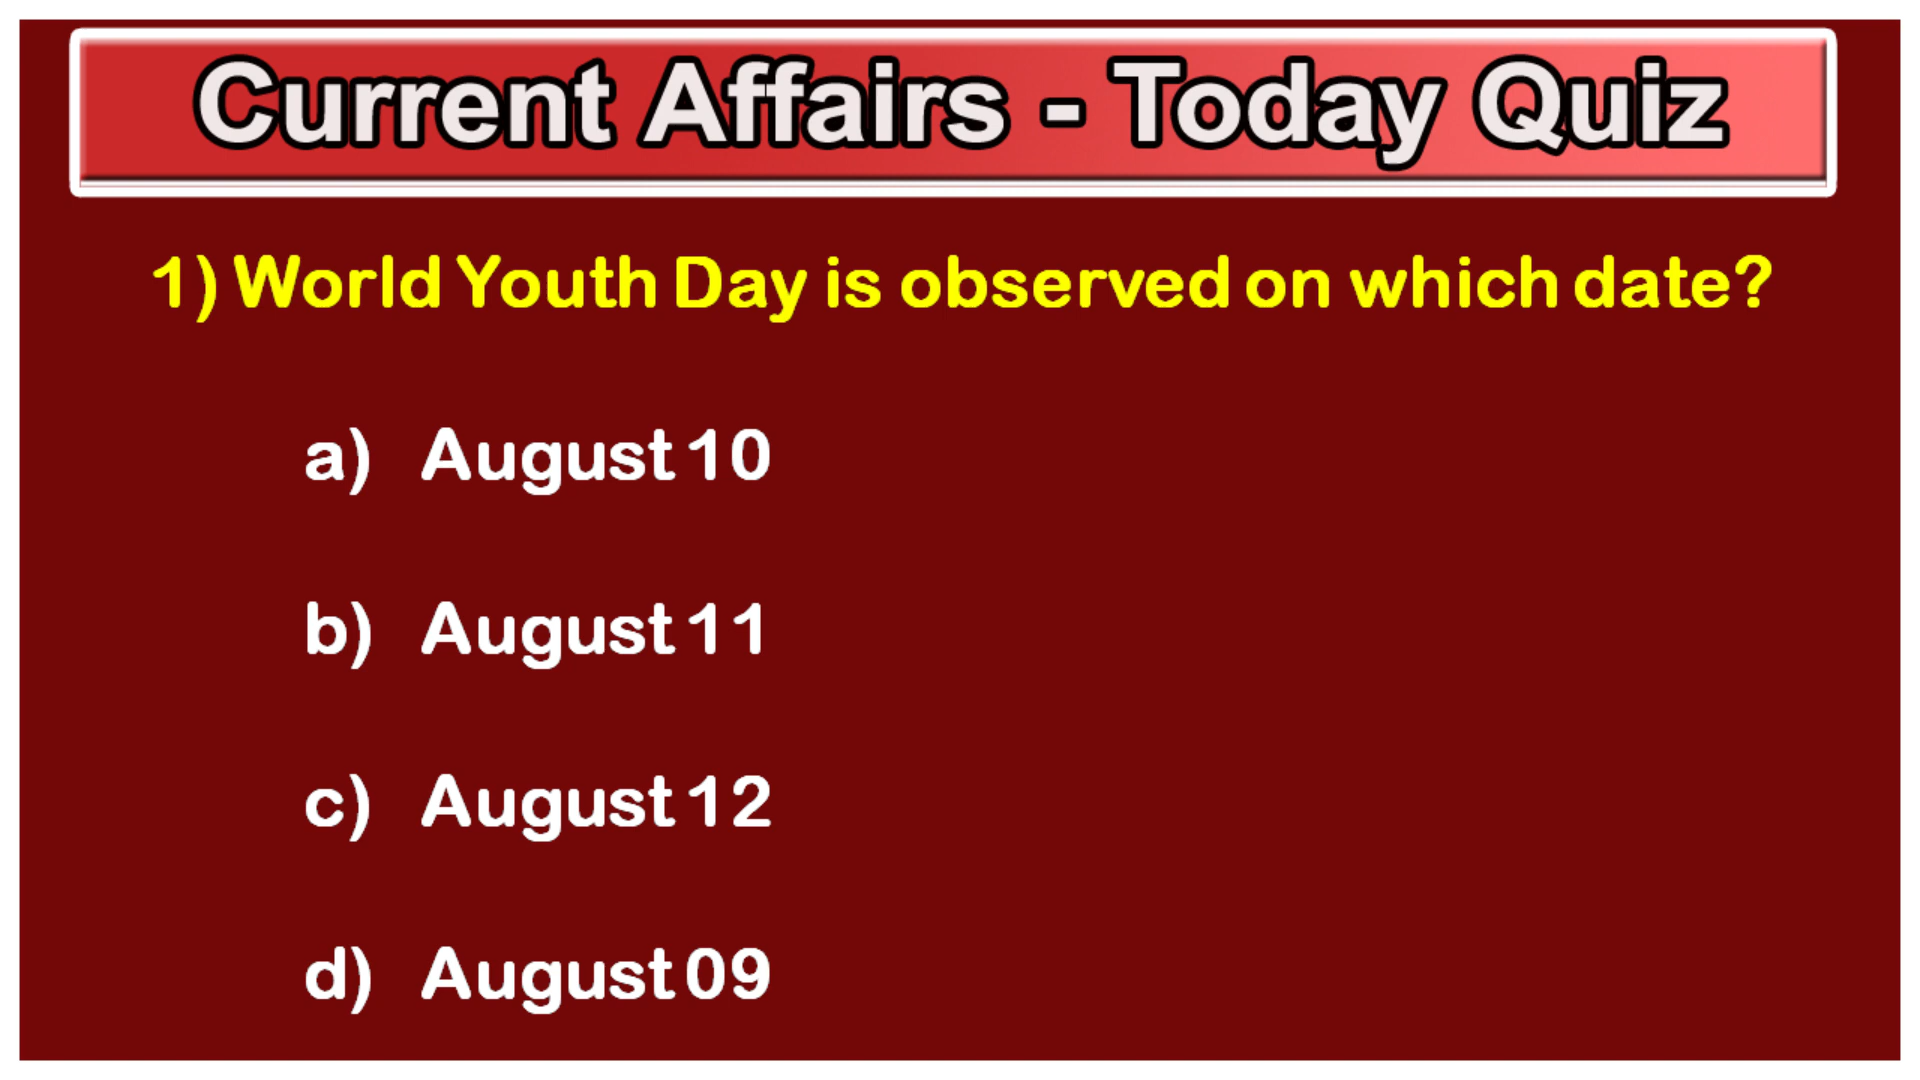 Current Affairs - Today Quiz
1) World Youth Day is observed on which date?
a) August 10
b) August 11
c) August 12
d) August 09